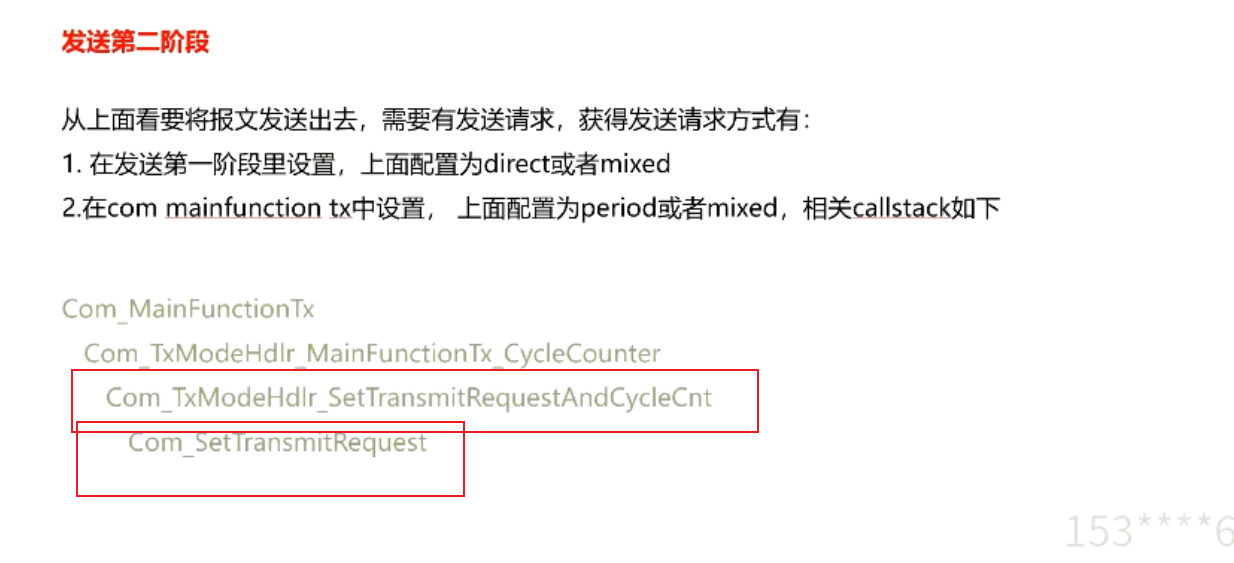 发送第二阶段
从上面看要将报文发送出去，需要有发送请求，获得发送请求方式有：
1. 在发送第一阶段里设置，上面配置为direct或者mixed
2.在com mainfunction tx中设置， 上面配置为period或者mixed，相关callstack如下
Com_MainFunctionTx
Com_TxModeHdlr_MainFunctionTx_CycleCounter
Com_TxModeHdlr_SetTransmitRequestAndCycleCnt
Com_SetTransmitRequest
153****6